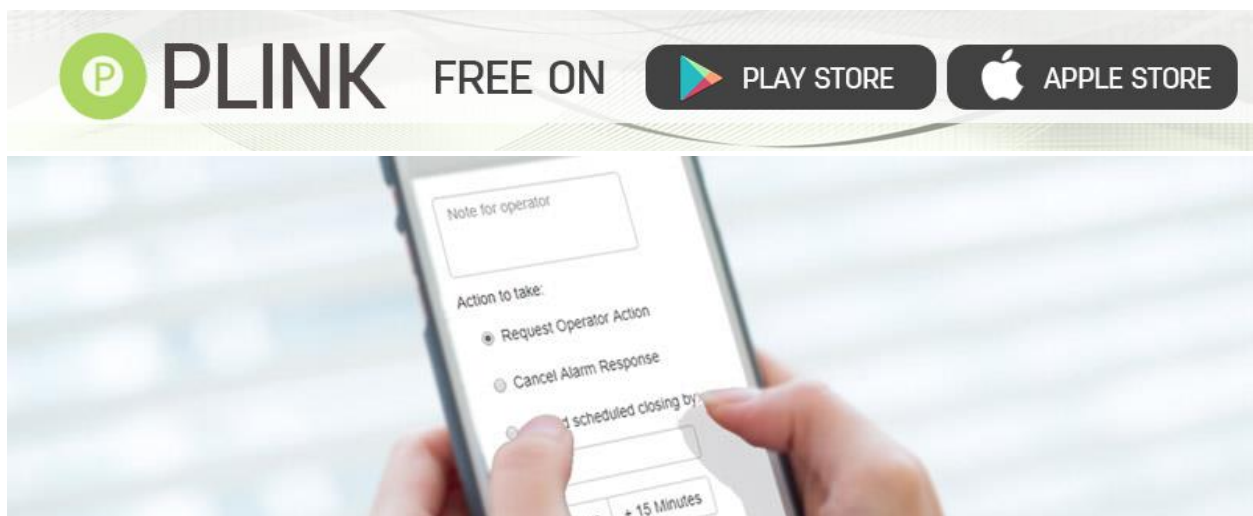 P PLINK FREE ON PLAY STORE APPLE STORE
Note for operator
Action to take:
Request Operator Action
Cancel Alarm Response
scheduled closing by:
+ 15 Minutes